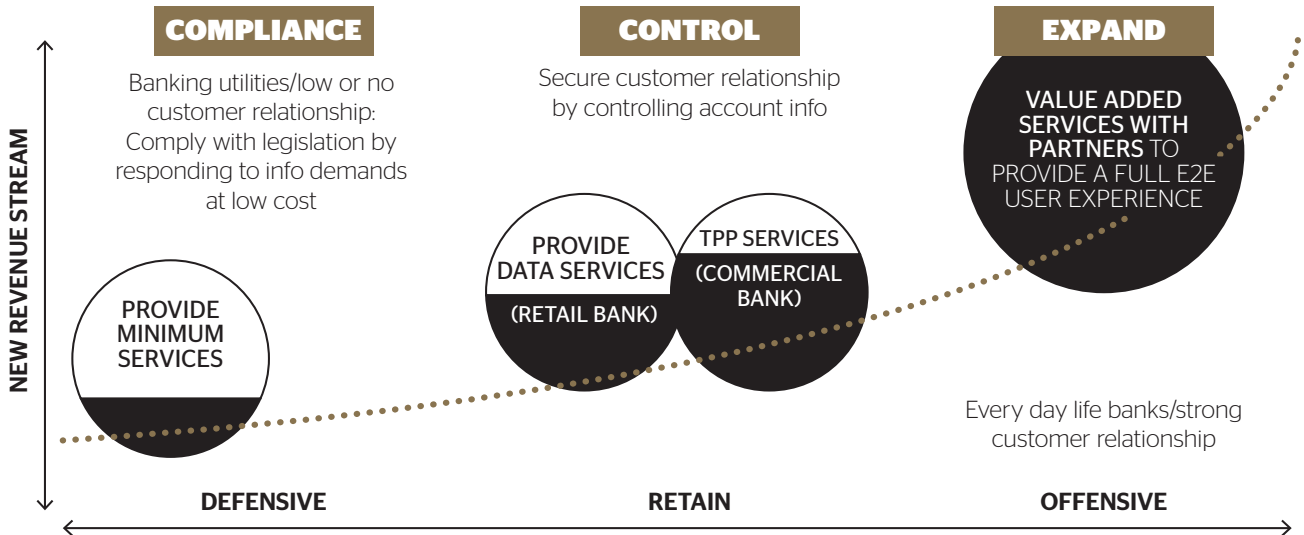 COMPLIANCE
Banking utilities/low or no
customer relationship:
Comply with legislation by
responding to info demands
at low cost
CONTROL
Secure customer relationship
by controlling account info
EXPAND
VALUE ADDED
SERVICES WITH
PARTNERS TO
PROVIDE A FULL E2E
USER EXPERIENCE
NEW REVENUE STREAM
PROVIDE
MINIMUM
SERVICES
PROVIDE
DATA SERVICES
(RETAIL BANK)
TPP SERVICES
(COMMERCIAL
BANK)
Every day life banks/strong
customer relationship
DEFENSIVE
RETAIN
OFFENSIVE